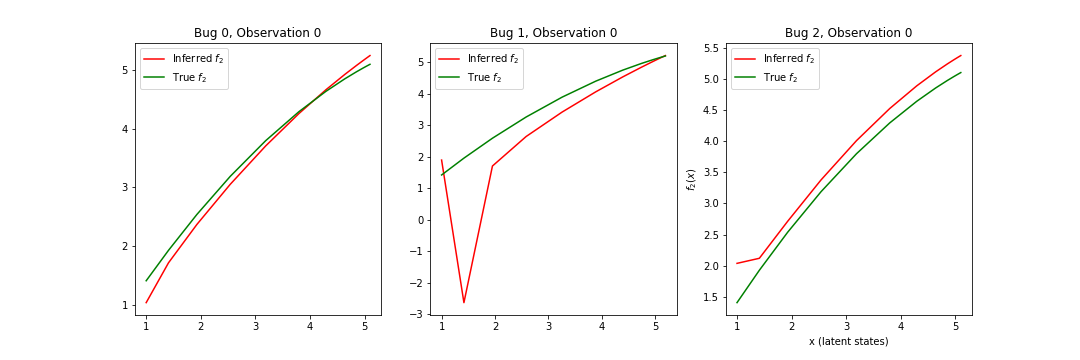 Bug 0, Observation 0
Inferred f₂
True f₂
5
4
3
2
1
1 2 3 4 5
Bug 1, Observation 0
Inferred f₂
True f₂
5
4
3
2
1
0
−1
−2
−3
1 2 3 4 5
Bug 2, Observation 0
Inferred f₂
True f₂
f₂(x)
5.5
5.0
4.5
4.0
3.5
3.0
2.5
2.0
1.5
1 2 3 4 5
x (latent states)